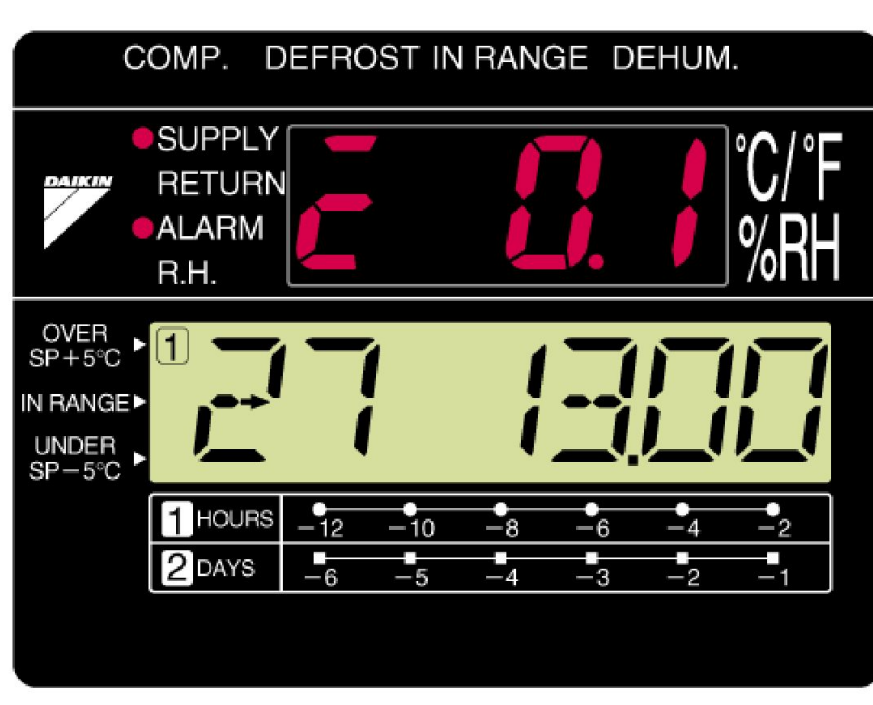 COMP. DEFROST IN RANGE DEHUM.
DAIKIN
SUPPLY
RETURN
ALARM
R.H.
0.1
°C/°F
%RH
OVER
SP+5°C
IN RANGE
UNDER
SP−5°C
1
27 13.00
1 HOURS −12 −10 −8 −6 −4 −2
2 DAYS −6 −5 −4 −3 −2 −1